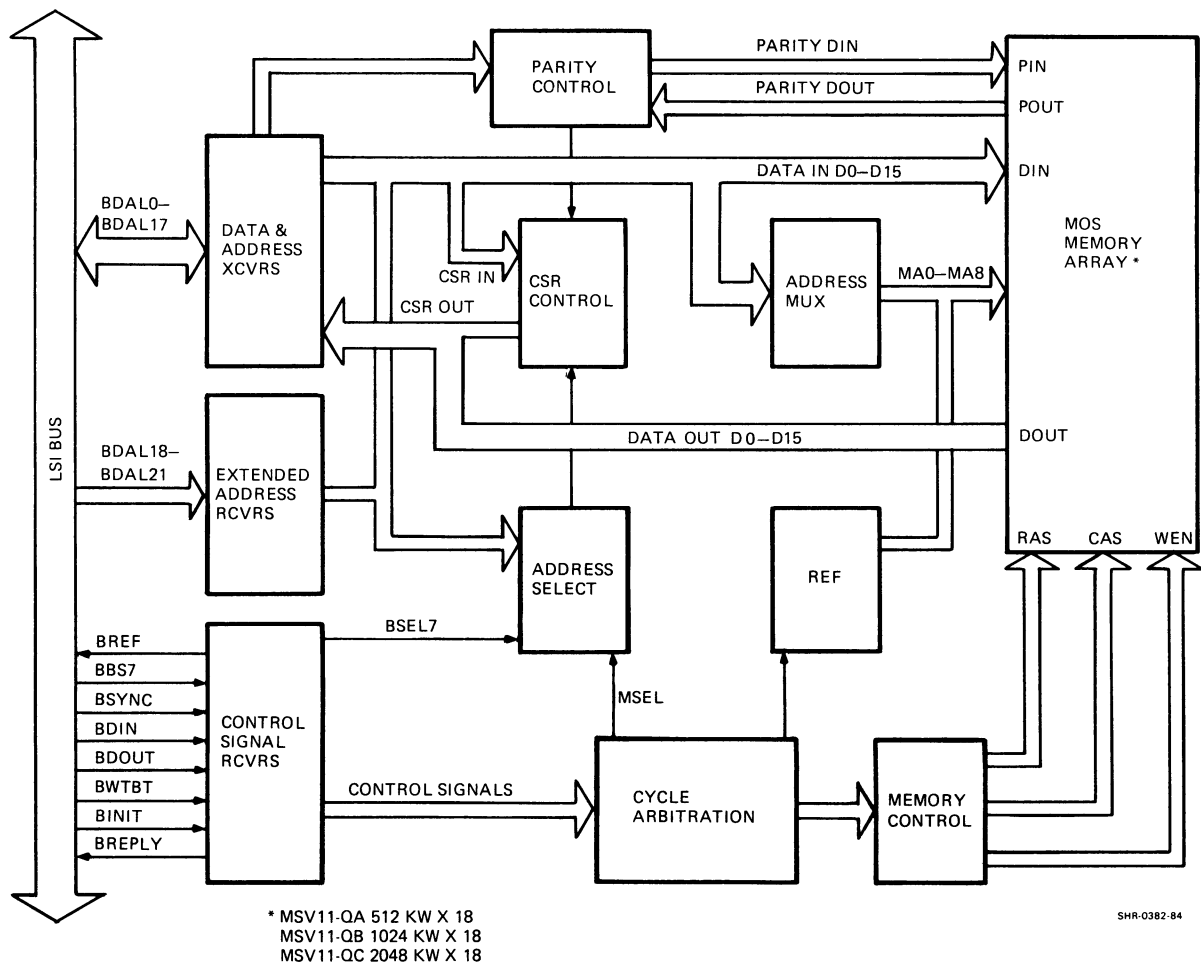 PARITY DIN
PARITY
CONTROL
PIN
PARITY DOUT
POUT
DATA IN D0–D15
DIN
BDAL0–
BDAL17
DATA &
ADDRESS
XCVRS
CSR IN
CSR
CONTROL
CSR OUT
ADDRESS
MUX
MA0–MA8
MOS
MEMORY
ARRAY *
LSI BUS
DATA OUT D0–D15
DOUT
BDAL18–
BDAL21
EXTENDED
ADDRESS
RCVRS
ADDRESS
SELECT
REF
RAS
CAS
WEN
BSEL7
BREF
BBS7
BSYNC
BDIN
BDOUT
BWTBT
BINIT
BREPLY
CONTROL
SIGNAL
RCVRS
MSEL
CONTROL SIGNALS
CYCLE
ARBITRATION
MEMORY
CONTROL
* MSV11-QA 512 KW X 18
MSV11-QB 1024 KW X 18
MSV11-QC 2048 KW X 18
SHR-0382-84